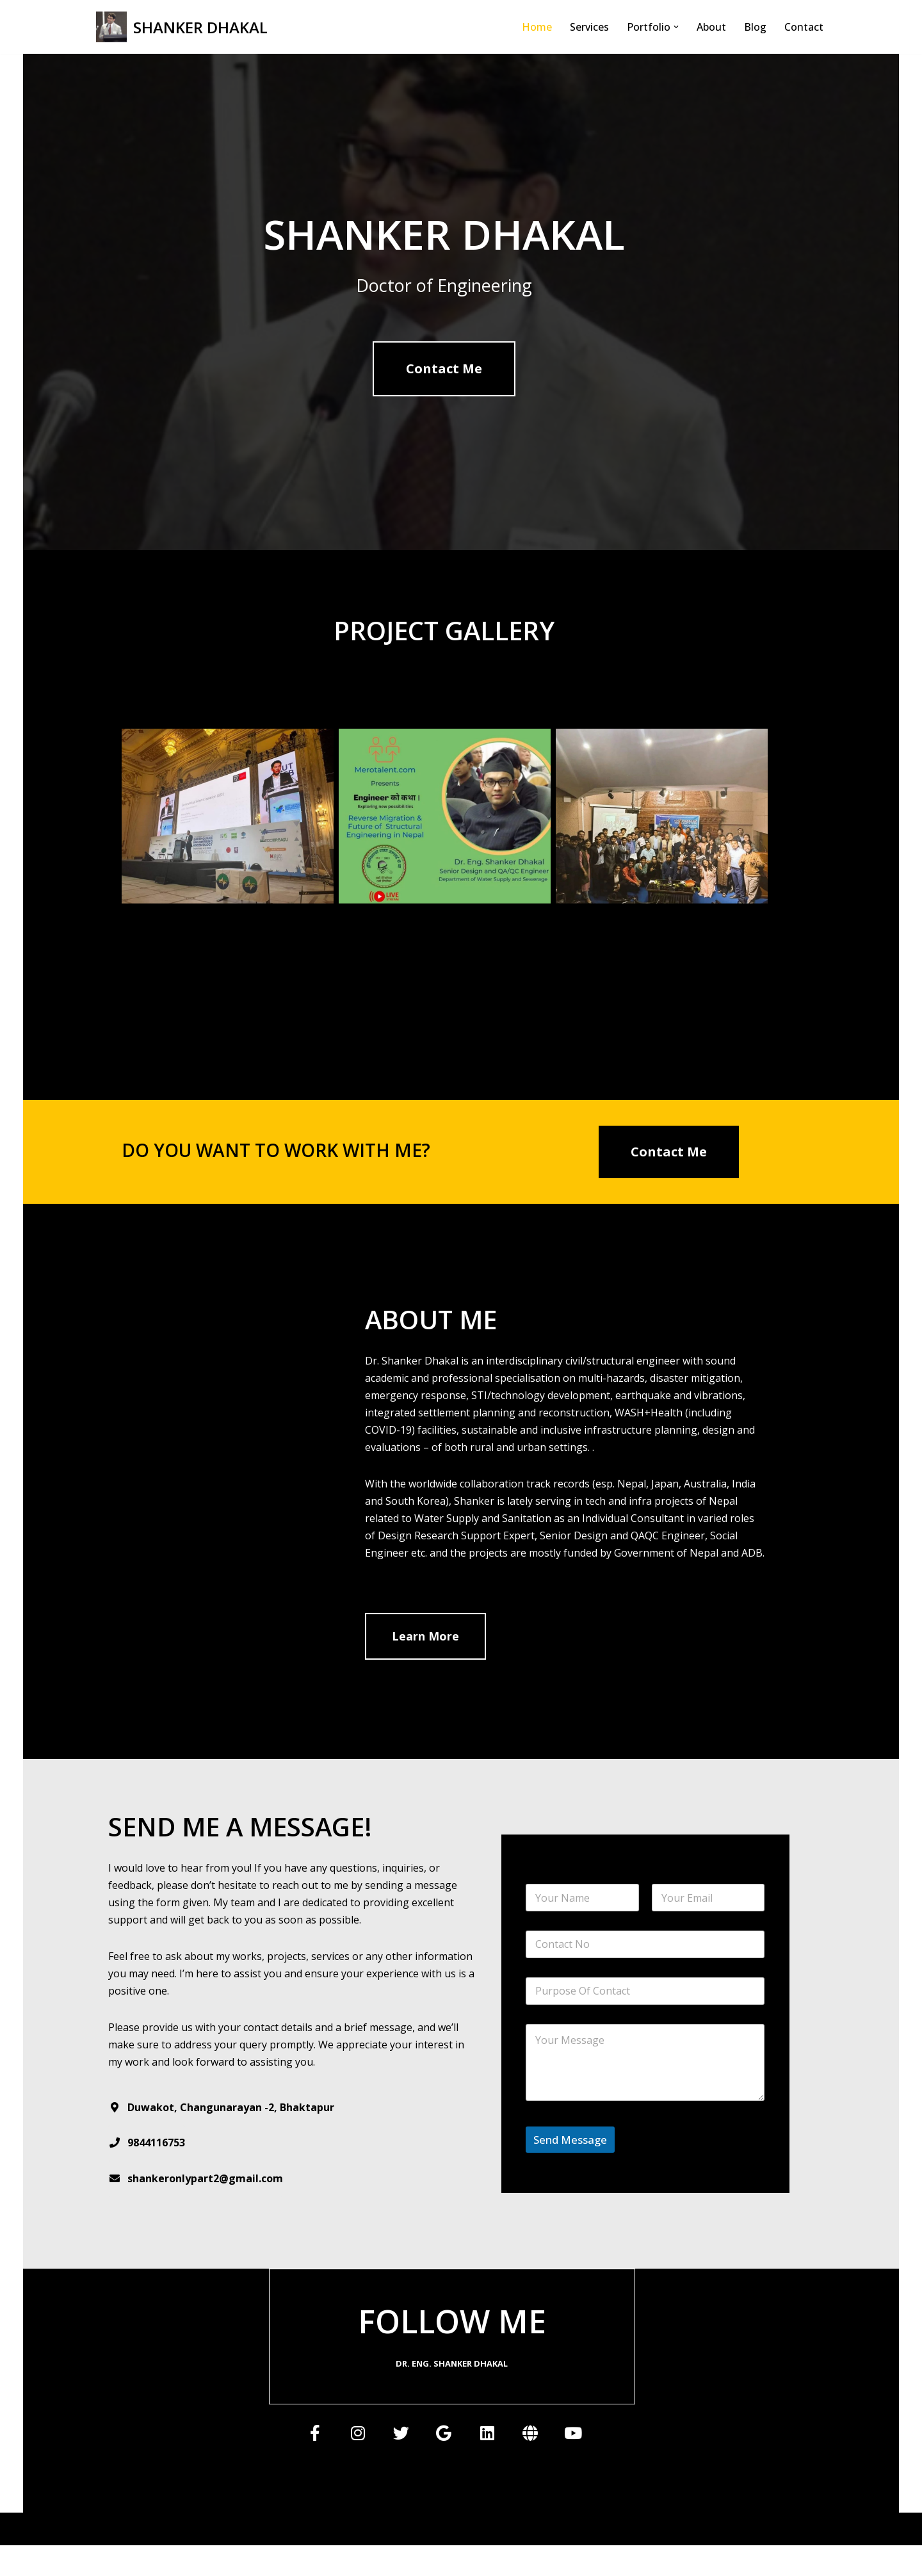 SHANKER DHAKAL
Home Services Portfolio About Blog Contact
SHANKER DHAKAL
Doctor of Engineering
Contact Me
PROJECT GALLERY
Merotalent.com
Presents
Engineer को कथा।
Exploring new possibilities
Reverse Migration &
Future of Structural
Engineering in Nepal
LIVE
Dr. Eng. Shanker Dhakal
Senior Design and QA/QC Engineer
Department of Water Supply and Sewerage
DO YOU WANT TO WORK WITH ME?
Contact Me
ABOUT ME
Dr. Shanker Dhakal is an interdisciplinary civil/structural engineer with sound
academic and professional specialisation on multi-hazards, disaster mitigation,
emergency response, STI/technology development, earthquake and vibrations,
integrated settlement planning and reconstruction, WASH+Health (including
COVID-19) facilities, sustainable and inclusive infrastructure planning, design and
evaluations – of both rural and urban settings. .
With the worldwide collaboration track records (esp. Nepal, Japan, Australia, India
and South Korea), Shanker is lately serving in tech and infra projects of Nepal
related to Water Supply and Sanitation as an Individual Consultant in varied roles
of Design Research Support Expert, Senior Design and QAQC Engineer, Social
Engineer etc. and the projects are mostly funded by Government of Nepal and ADB.
Learn More
SEND ME A MESSAGE!
I would love to hear from you! If you have any questions, inquiries, or
feedback, please don’t hesitate to reach out to me by sending a message
using the form given. My team and I are dedicated to providing excellent
support and will get back to you as soon as possible.
Feel free to ask about my works, projects, services or any other information
you may need. I’m here to assist you and ensure your experience with us is a
positive one.
Please provide us with your contact details and a brief message, and we’ll
make sure to address your query promptly. We appreciate your interest in
my work and look forward to assisting you.
Duwakot, Changunarayan -2, Bhaktapur
9844116753
shankeronlypart2@gmail.com
Your Name
Your Email
Contact No
Purpose Of Contact
Your Message
Send Message
FOLLOW ME
DR. ENG. SHANKER DHAKAL